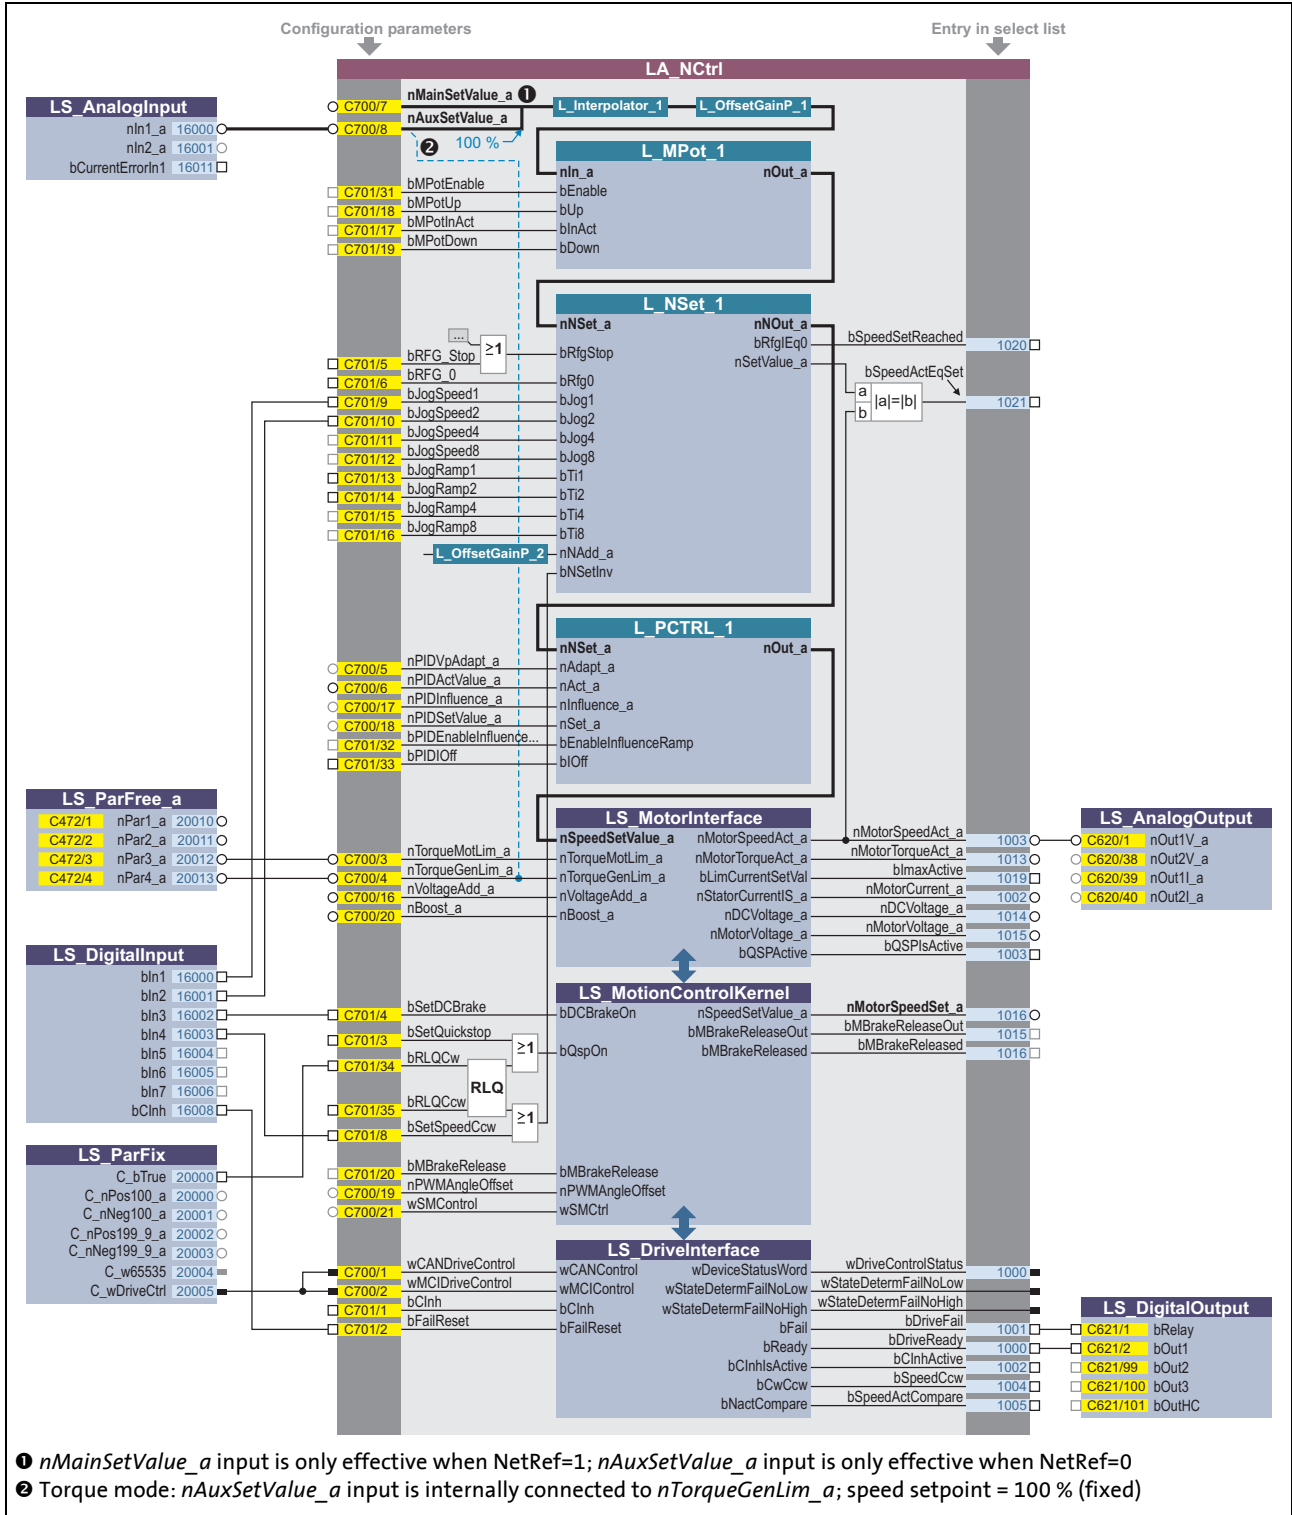 Configuration parameters
Entry in select list
LA_NCtrl
LS_AnalogInput
nIn1_a 16000
nIn2_a 16001
bCurrentErrorIn1 16011
C700/7 nMainSetValue_a ❶
C700/8 nAuxSetValue_a
❷ 100 %
L_Interpolator_1
L_OffsetGainP_1
L_MPot_1
nIn_a nOut_a
C701/31 bMPotEnable bEnable
C701/18 bMPotUp bUp
C701/17 bMPotInAct bInAct
C701/19 bMPotDown bDown
L_NSet_1
nNSet_a nNOut_a
...
≥1
bRfgStop
bRfgIEq0 bSpeedSetReached 1020
nSetValue_a
bSpeedActEqSet
a
b
|a|=|b|
1021
C701/5 bRFG_Stop
C701/6 bRFG_0 bRfg0
C701/9 bJogSpeed1 bJog1
C701/10 bJogSpeed2 bJog2
C701/11 bJogSpeed4 bJog4
C701/12 bJogSpeed8 bJog8
C701/13 bJogRamp1 bTi1
C701/14 bJogRamp2 bTi2
C701/15 bJogRamp4 bTi4
C701/16 bJogRamp8 bTi8
L_OffsetGainP_2 nNAdd_a
bNSetInv
L_PCTRL_1
nNSet_a nOut_a
C700/5 nPIDVpAdapt_a nAdapt_a
C700/6 nPIDActValue_a nAct_a
C700/17 nPIDInfluence_a nInfluence_a
C700/18 nPIDSetValue_a nSet_a
C701/32 bPIDEnableInfluence... bEnableInfluenceRamp
C701/33 bPIDIOff bIOff
LS_ParFree_a
C472/1 nPar1_a 20010
C472/2 nPar2_a 20011
C472/3 nPar3_a 20012
C472/4 nPar4_a 20013
LS_MotorInterface
nSpeedSetValue_a
C700/3 nTorqueMotLim_a nTorqueMotLim_a
C700/4 nTorqueGenLim_a nTorqueGenLim_a
C700/16 nVoltageAdd_a nVoltageAdd_a
C700/20 nBoost_a nBoost_a
nMotorSpeedAct_a nMotorSpeedAct_a 1003
nMotorTorqueAct_a nMotorTorqueAct_a 1013
bLimCurrentSetVal bImaxActive 1019
nStatorCurrentIS_a nMotorCurrent_a 1002
nDCVoltage_a nDCVoltage_a 1014
nMotorVoltage_a nMotorVoltage_a 1015
bQSPActive bQSPIsActive 1003
LS_AnalogOutput
C620/1 nOut1V_a
C620/38 nOut2V_a
C620/39 nOut1I_a
C620/40 nOut2I_a
LS_DigitalInput
bIn1 16000
bIn2 16001
bIn3 16002
bIn4 16003
bIn5 16004
bIn6 16005
bIn7 16006
bCInh 16008
LS_MotionControlKernel
C701/4 bSetDCBrake bDCBrakeOn
C701/3 bSetQuickstop
≥1
bQspOn
C701/34 bRLQCw
RLQ
C701/35 bRLQCcw
≥1
C701/8 bSetSpeedCcw
C701/20 bMBrakeRelease bMBrakeRelease
C700/19 nPWMAngleOffset nPWMAngleOffset
C700/21 wSMControl wSMCtrl
nSpeedSetValue_a nMotorSpeedSet_a 1016
bMBrakeReleaseOut bMBrakeReleaseOut 1015
bMBrakeReleased bMBrakeReleased 1016
LS_ParFix
C_bTrue 20000
C_nPos100_a 20000
C_nNeg100_a 20001
C_nPos199_9_a 20002
C_nNeg199_9_a 20003
C_w65535 20004
C_wDriveCtrl 20005
LS_DriveInterface
C700/1 wCANDriveControl wCANControl
C700/2 wMCIDriveControl wMCIControl
C701/1 bCInh bCInh
C701/2 bFailReset bFailReset
wDeviceStatusWord wDriveControlStatus 1000
wStateDetermFailNoLow wStateDetermFailNoLow
wStateDetermFailNoHigh wStateDetermFailNoHigh
bFail bDriveFail 1001
bReady bDriveReady 1000
bCInhIsActive bCInhActive 1002
bCwCcw bSpeedCcw 1004
bNactCompare bSpeedActCompare 1005
LS_DigitalOutput
C621/1 bRelay
C621/2 bOut1
C621/99 bOut2
C621/100 bOut3
C621/101 bOutHC
❶ nMainSetValue_a input is only effective when NetRef=1; nAuxSetValue_a input is only effective when NetRef=0
❷ Torque mode: nAuxSetValue_a input is internally connected to nTorqueGenLim_a; speed setpoint = 100 % (fixed)